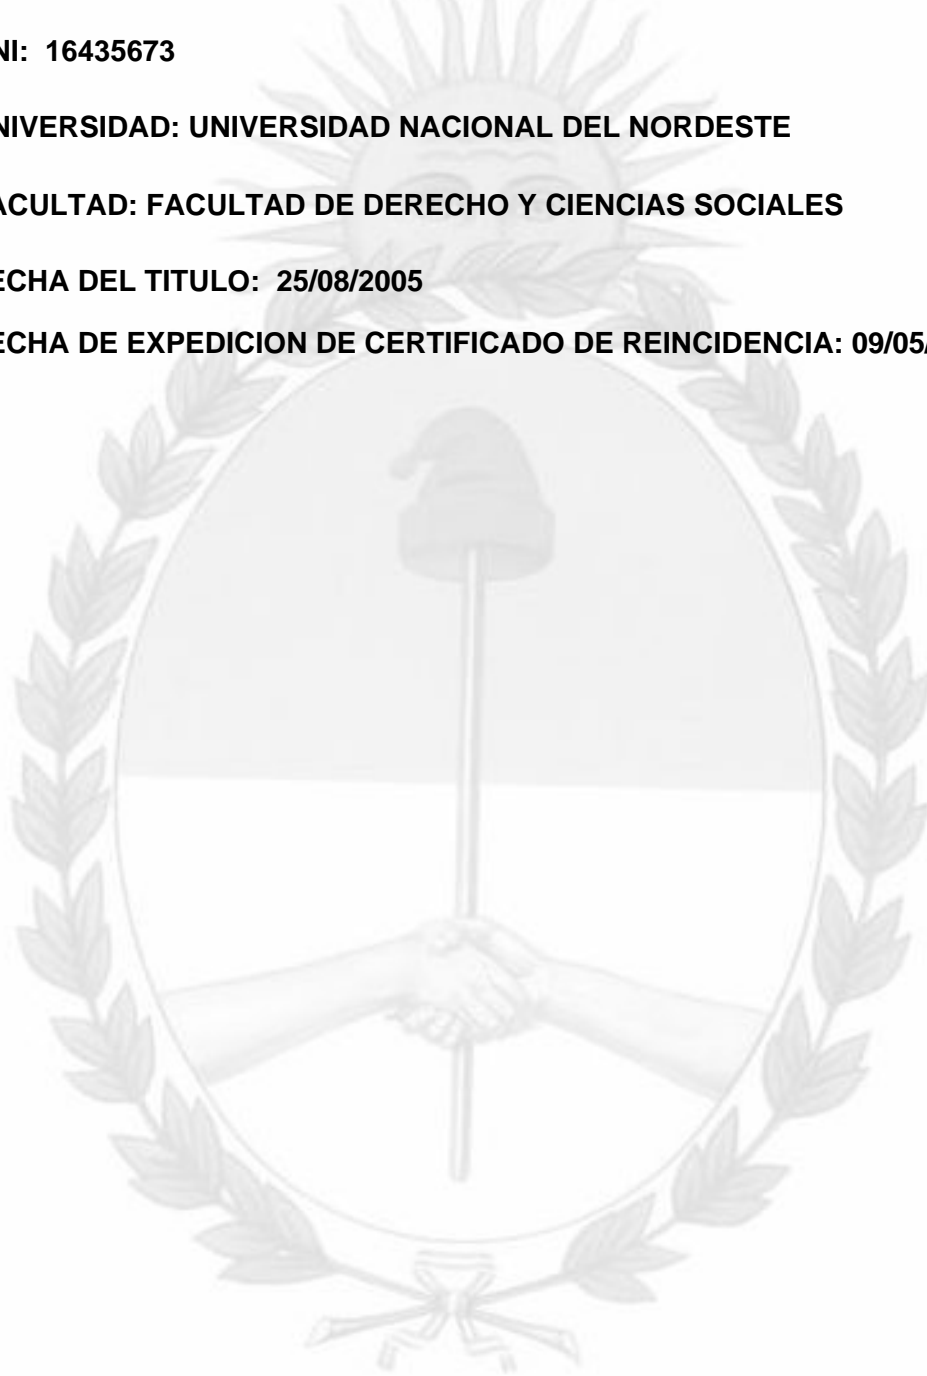 NI: 16435673
NIVERSIDAD: UNIVERSIDAD NACIONAL DEL NORDESTE
ACULTAD: FACULTAD DE DERECHO Y CIENCIAS SOCIALES
ECHA DEL TITULO: 25/08/2005
ECHA DE EXPEDICION DE CERTIFICADO DE REINCIDENCIA: 09/05/